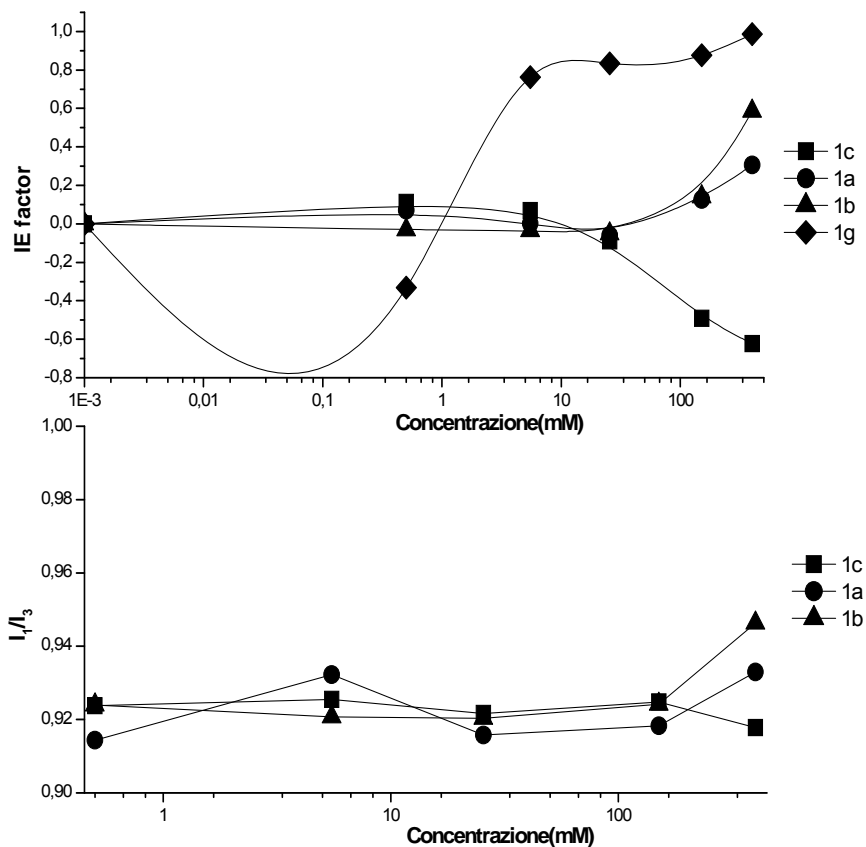 1,0
0,8
0,6
0,4
0,2
0,0
-0,2
-0,4
-0,6
-0,8
IE factor
1E-3 0,01 0,1 1 10 100
Concentrazione(mM)
1c
1a
1b
1g
1,00
0,98
0,96
0,94
0,92
0,90
I1/I3
1 10 100
Concentrazione(mM)
1c
1a
1b